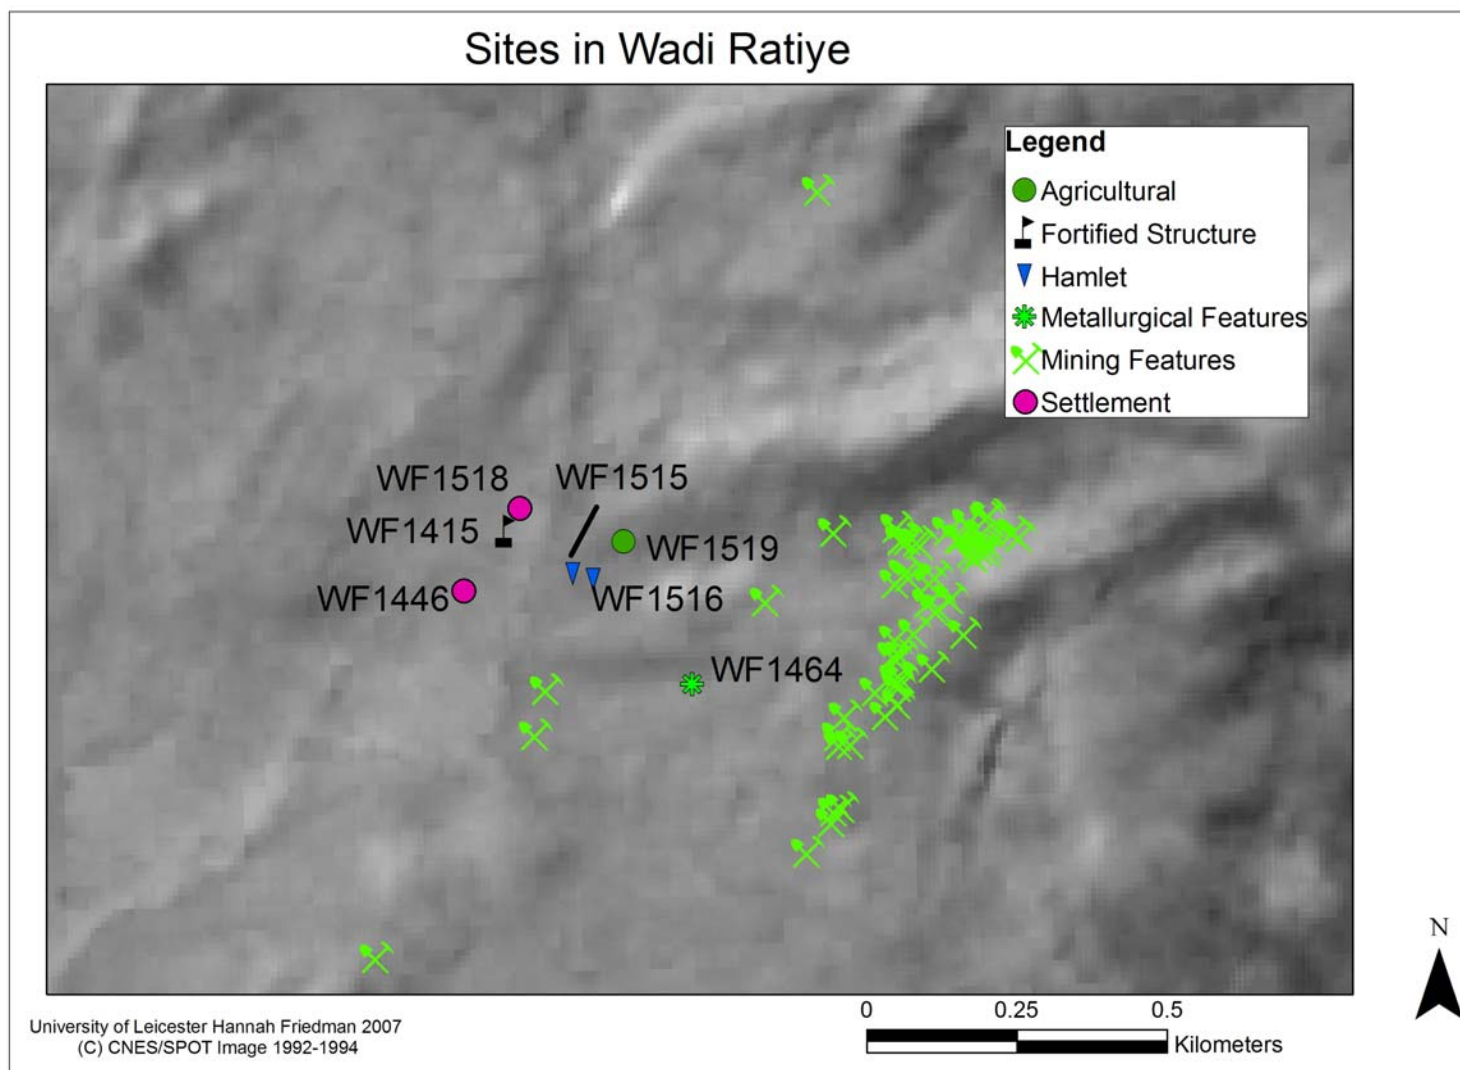 Sites in Wadi Ratiye
Legend
Agricultural
Fortified Structure
Hamlet
Metallurgical Features
Mining Features
Settlement
WF1518
WF1515
WF1415
WF1519
WF1446
WF1516
WF1464
N
0 0.25 0.5
Kilometers
University of Leicester Hannah Friedman 2007
(C) CNES/SPOT Image 1992-1994